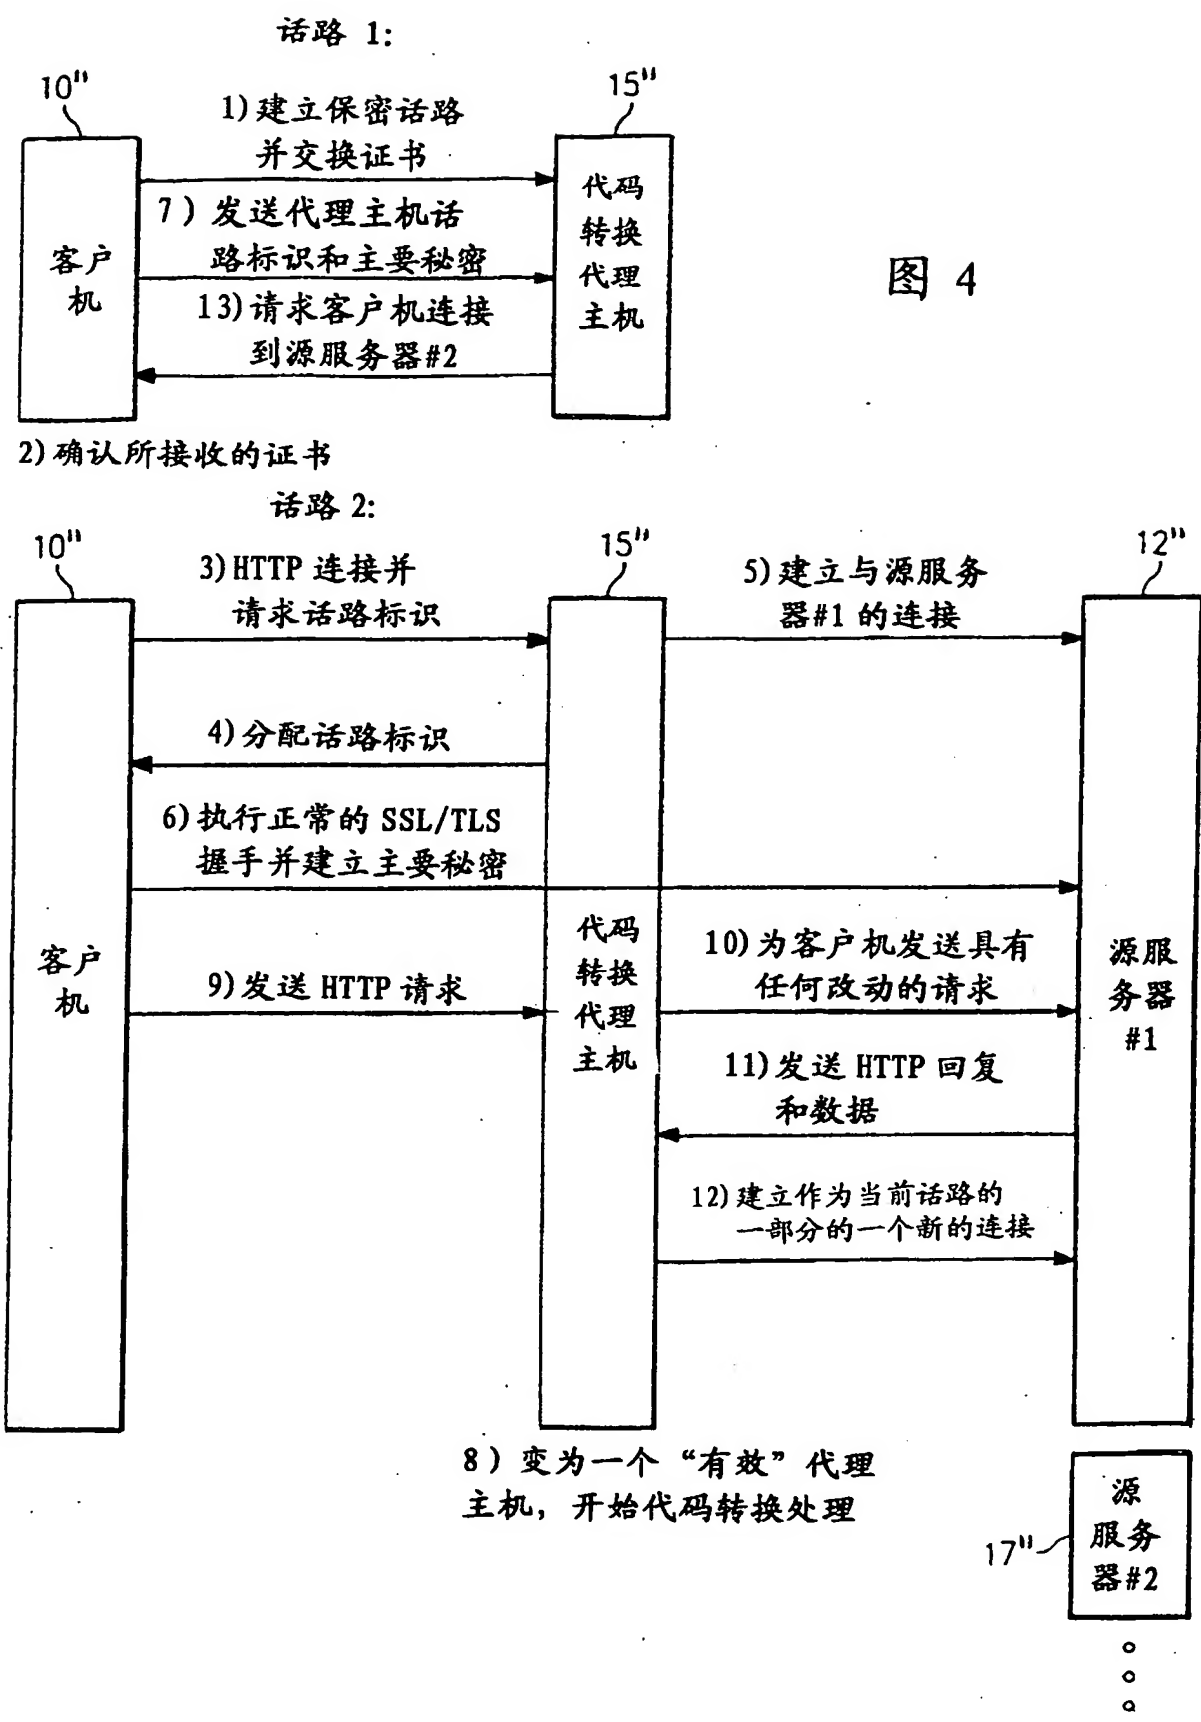 话路 1:
10"
15"
1)建立保密话路
并交换证书
7)发送代理主机话
路标识和主要秘密
13)请求客户机连接
到源服务器#2
客户
机
代码
转换
代理
主机
图 4
2)确认所接收的证书
话路 2:
10"
15"
12"
3)HTTP 连接并
请求话路标识
5)建立与源服务
器#1 的连接
4)分配话路标识
6)执行正常的 SSL/TLS
握手并建立主要秘密
客户
机
9)发送 HTTP 请求
代码
转换
代理
主机
10)为客户机发送具有
任何改动的请求
源服
务器
#1
11)发送 HTTP 回复
和数据
12)建立作为当前话路的
一部分的一个新的连接
8)变为一个“有效”代理
主机，开始代码转换处理
17"
源
服务
器#2